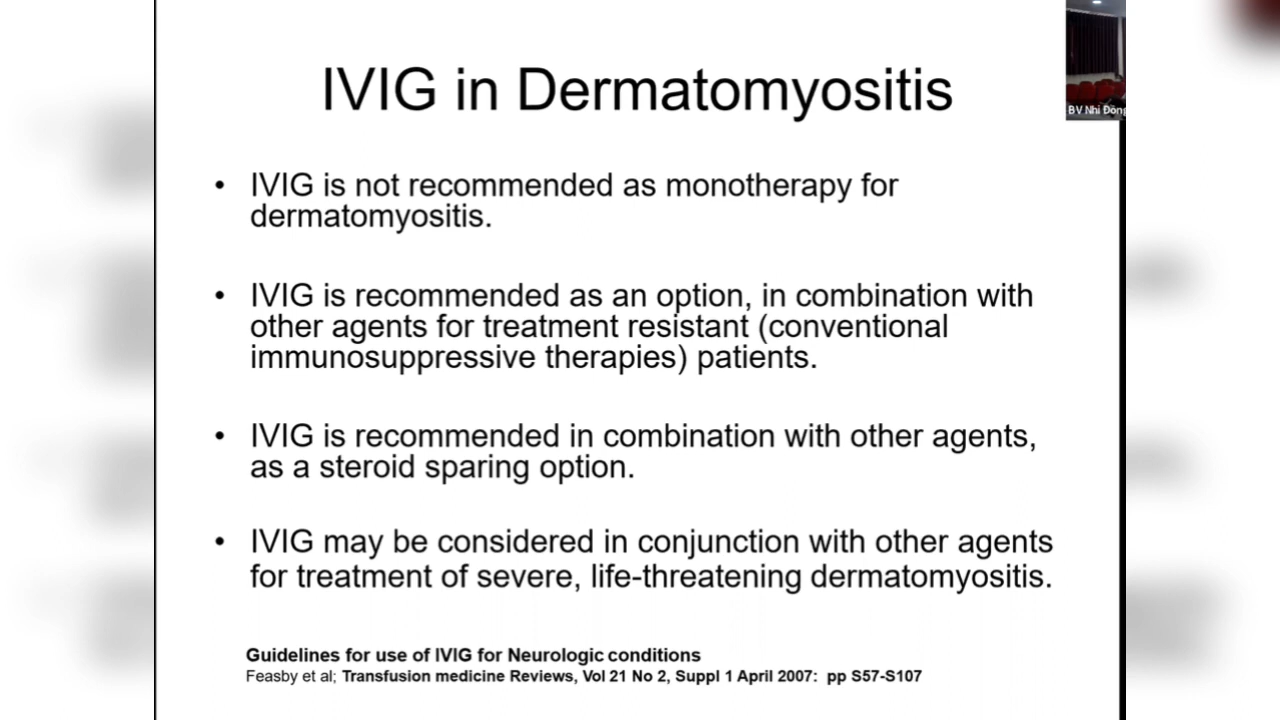 IVIG in Dermatomyositis
BV Nhi Đồng
• IVIG is not recommended as monotherapy for
dermatomyositis.
• IVIG is recommended as an option, in combination with
other agents for treatment resistant (conventional
immunosuppressive therapies) patients.
• IVIG is recommended in combination with other agents,
as a steroid sparing option.
• IVIG may be considered in conjunction with other agents
for treatment of severe, life-threatening dermatomyositis.
Guidelines for use of IVIG for Neurologic conditions
Feasby et al; Transfusion medicine Reviews, Vol 21 No 2, Suppl 1 April 2007: pp S57-S107